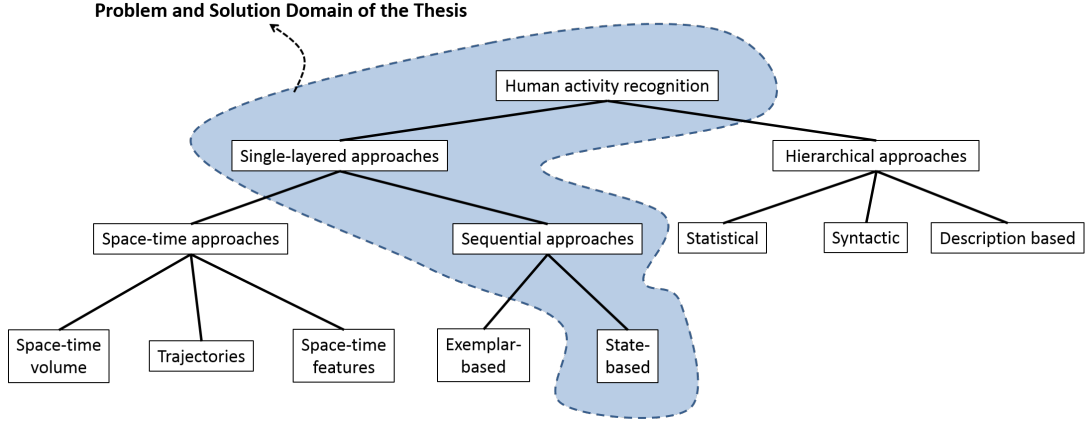 Problem and Solution Domain of the Thesis
Human activity recognition
Single-layered approaches
Hierarchical approaches
Space-time approaches
Sequential approaches
Statistical
Syntactic
Description based
Space-time
volume
Trajectories
Space-time
features
Exemplar-
based
State-
based